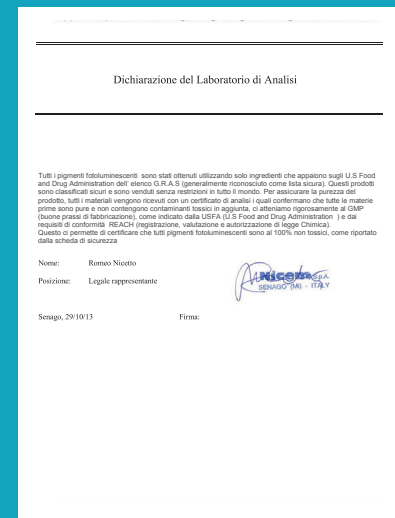 Dichiarazione del Laboratorio di Analisi
Tutti i pigmenti fotoluminescenti sono stati ottenuti utilizzando solo ingredienti che appaiono sugli U.S Food
and Drug Administration dell' elenco G.R.A.S (generalmente riconosciuto come lista sicura). Questi prodotti
sono classificati sicuri e sono venduti senza restrizioni in tutto il mondo. Per assicurare la purezza del
prodotto, tutti i materiali vengono ricevuti con un certificato di analisi i quali confermano che tutte le materie
prime sono pure e non contengono contaminanti tossici in aggiunta, ci atteniamo rigorosamente al GMP
(buone prassi di fabbricazione), come indicato dalla USFA (U.S Food and Drug Administration ) e dai
requisiti di conformità REACH (registrazione, valutazione e autorizzazione di legge Chimica).
Questo ci permette di certificare che tutti pigmenti fotoluminescenti sono al 100% non tossici, come riportato
dalla scheda di sicurezza
Nome: Romeo Nicetto
Posizione: Legale rappresentante
S.p.A.
SENAGO (MI) - ITALY
Senago, 29/10/13 Firma: